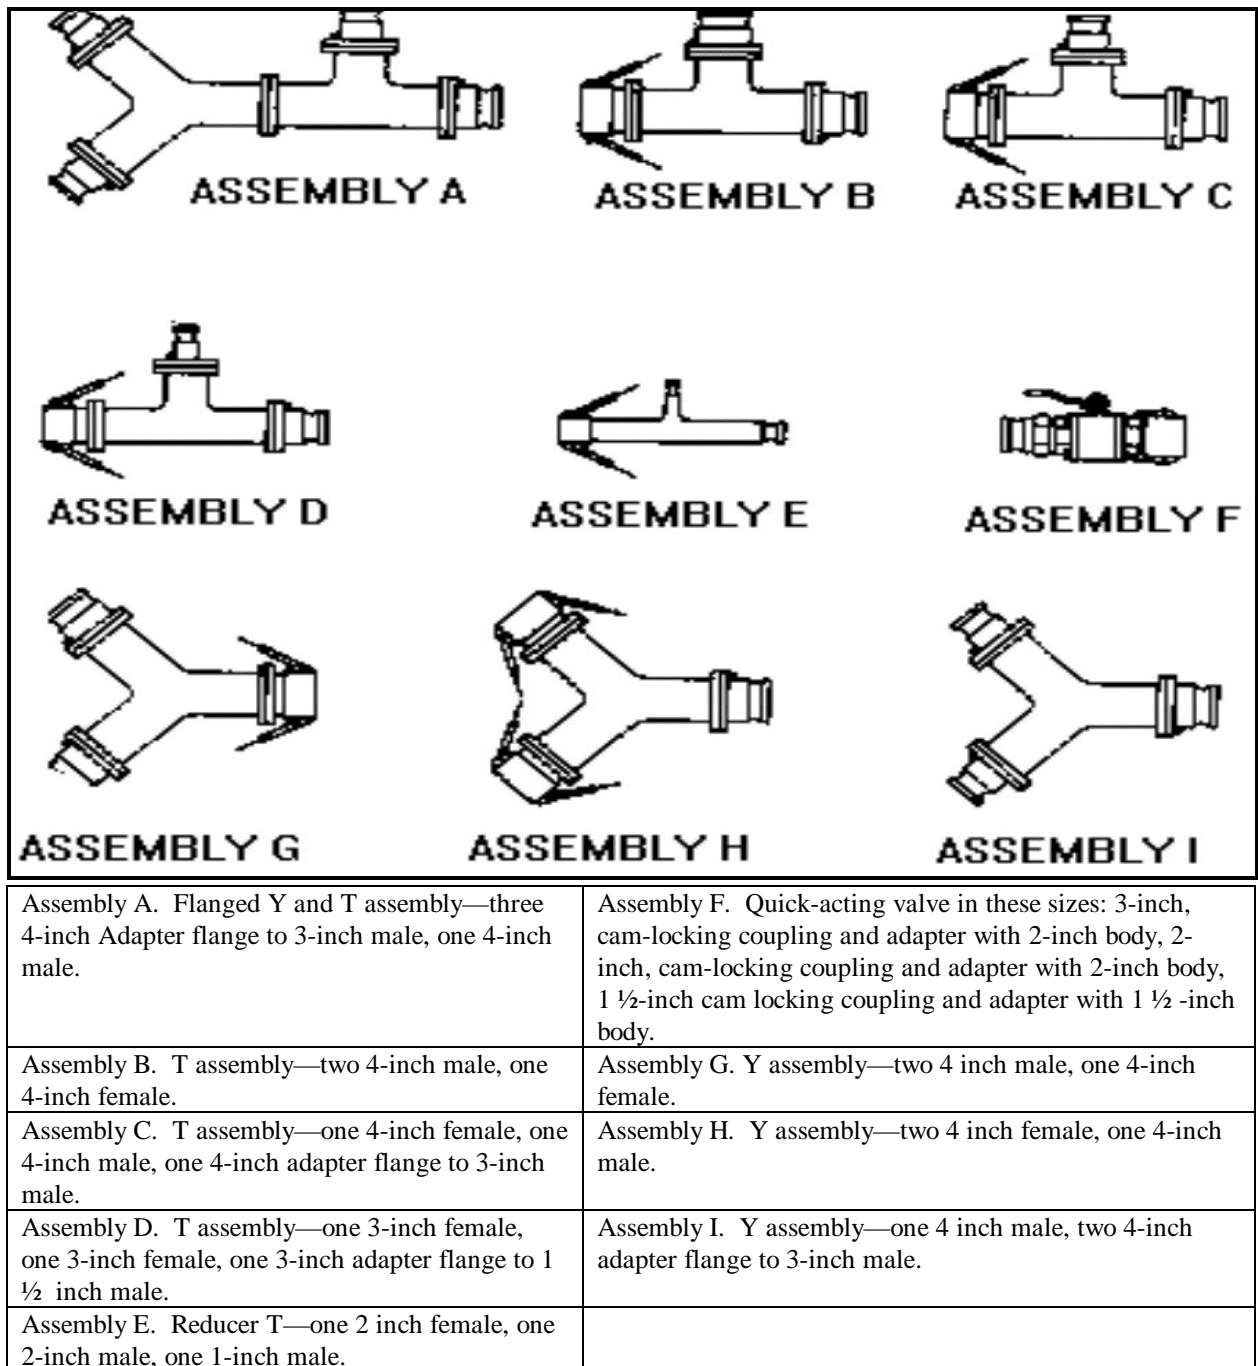 ASSEMBLY A
ASSEMBLY B
ASSEMBLY C
ASSEMBLY D
ASSEMBLY E
ASSEMBLY F
ASSEMBLY G
ASSEMBLY H
ASSEMBLY I
Assembly A. Flanged Y and T assembly—three
4-inch Adapter flange to 3-inch male, one 4-inch
male.
Assembly F. Quick-acting valve in these sizes: 3-inch,
cam-locking coupling and adapter with 2-inch body, 2-
inch, cam-locking coupling and adapter with 2-inch body,
1 ½-inch cam locking coupling and adapter with 1 ½ -inch
body.
Assembly B. T assembly—two 4-inch male, one
4-inch female.
Assembly G. Y assembly—two 4 inch male, one 4-inch
female.
Assembly C. T assembly—one 4-inch female, one
4-inch male, one 4-inch adapter flange to 3-inch
male.
Assembly H. Y assembly—two 4 inch female, one 4-inch
male.
Assembly D. T assembly—one 3-inch female,
one 3-inch female, one 3-inch adapter flange to 1
½ inch male.
Assembly I. Y assembly—one 4 inch male, two 4-inch
adapter flange to 3-inch male.
Assembly E. Reducer T—one 2 inch female, one
2-inch male, one 1-inch male.